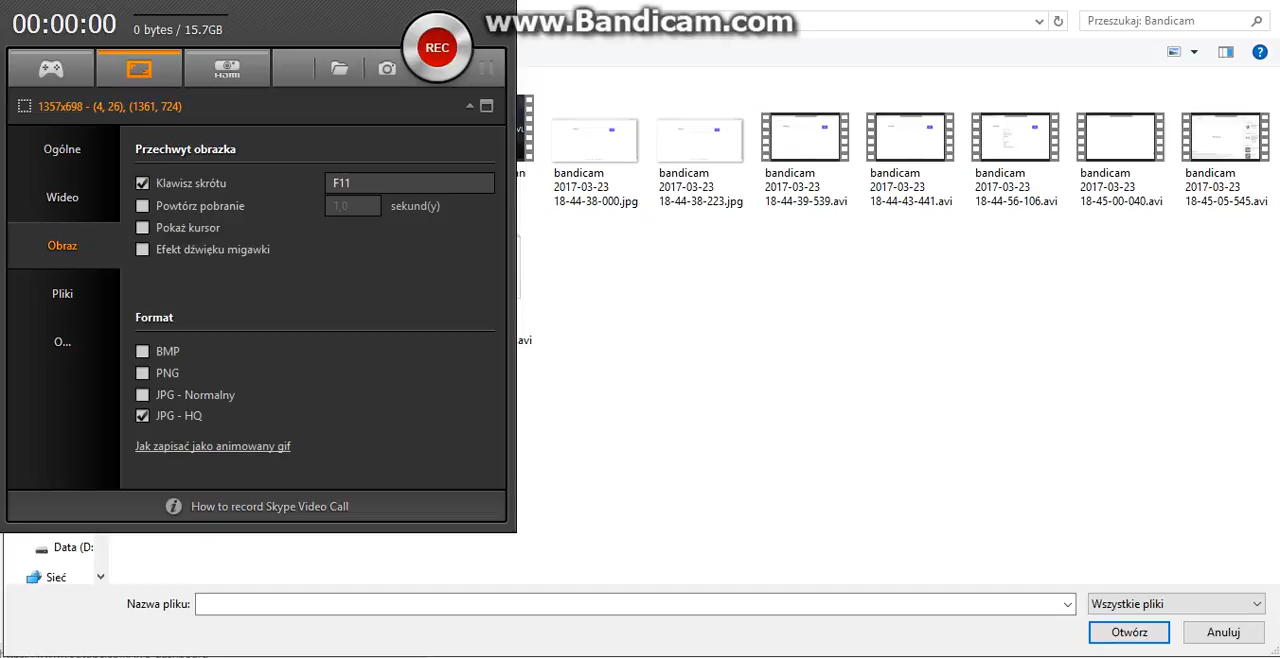 www.Bandicam.com
00:00:00
0 bytes / 15.7GB
REC
HDMI
Przeszukaj: Bandicam
1357x698 - (4, 26), (1361, 724)
Ogólne
Wideo
Obraz
Pliki
O...
Przechwyt obrazka
Klawisz skrótu
F11
Powtórz pobranie
1,0
sekund(y)
Pokaż kursor
Efekt dźwięku migawki
Format
BMP
PNG
JPG - Normalny
JPG - HQ
Jak zapisać jako animowany gif
How to record Skype Video Call
bandicam
2017-03-23
18-44-38-000.jpg
bandicam
2017-03-23
18-44-38-223.jpg
bandicam
2017-03-23
18-44-39-539.avi
bandicam
2017-03-23
18-44-43-441.avi
bandicam
2017-03-23
18-44-56-106.avi
bandicam
2017-03-23
18-45-00-040.avi
bandicam
2017-03-23
18-45-05-545.avi
.avi
Data (D:
Sieć
Nazwa pliku:
Wszystkie pliki
Otwórz
Anuluj